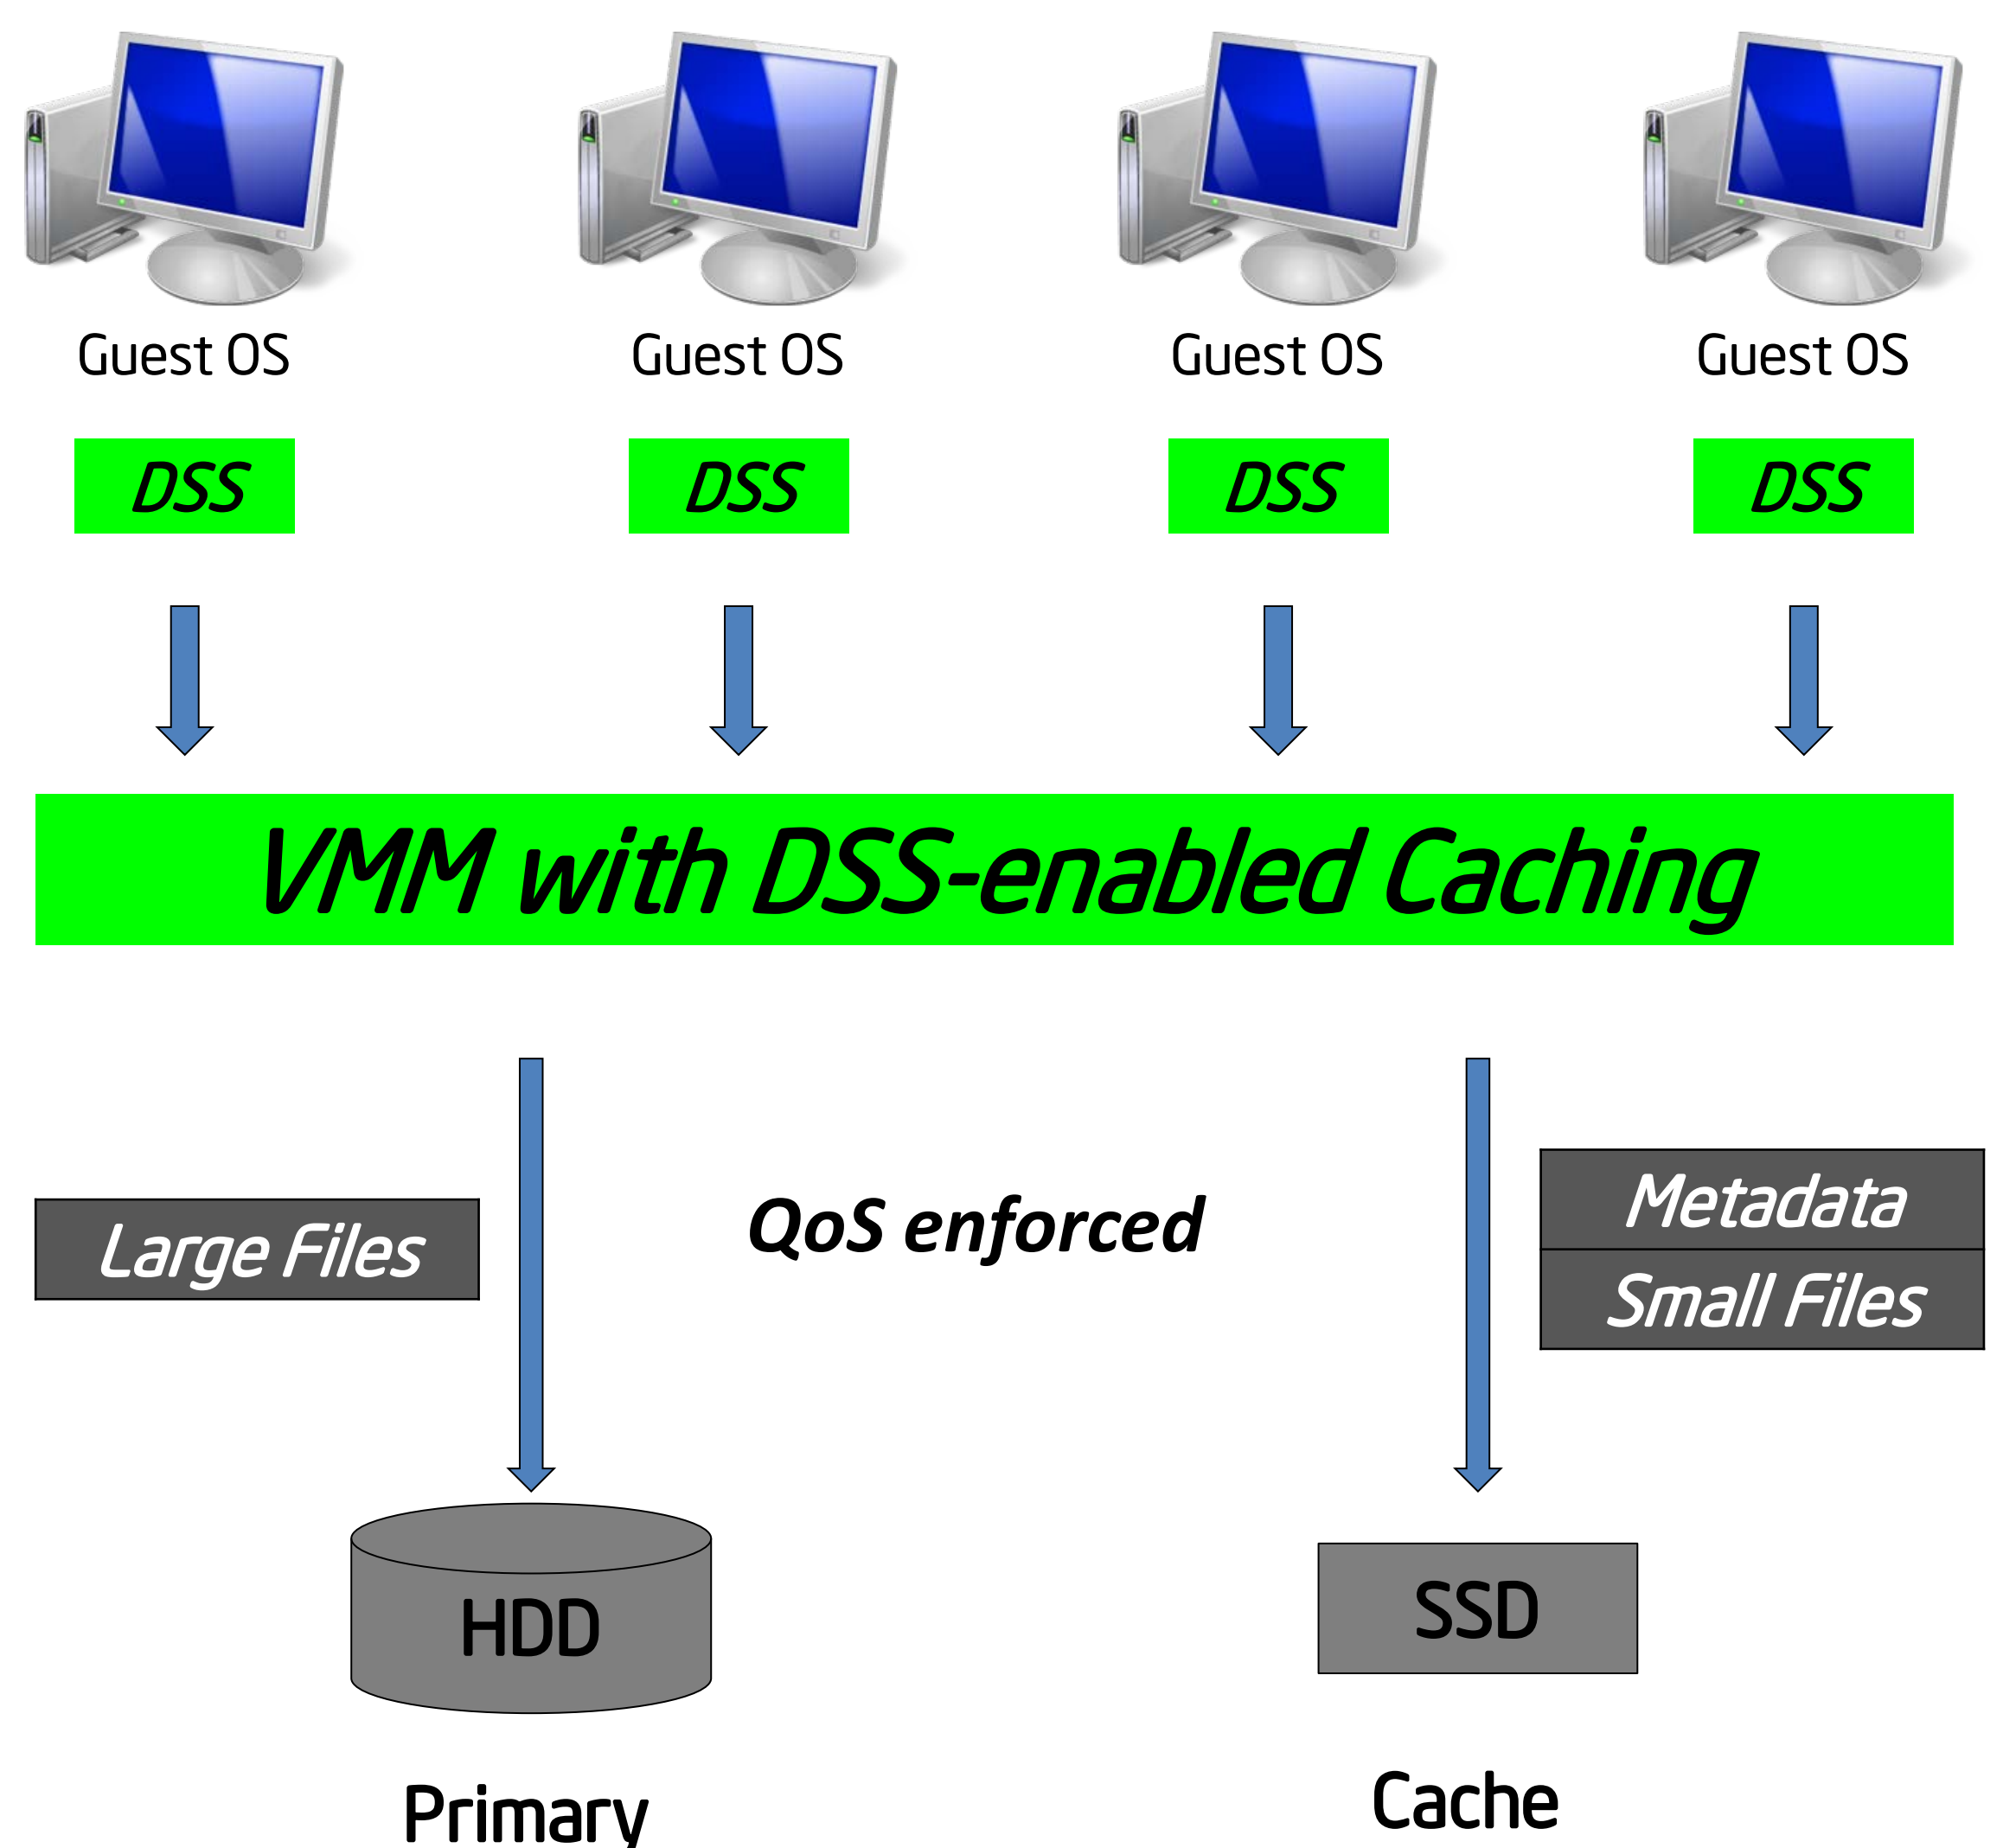 Guest OS
Guest OS
Guest OS
Guest OS
DSS
DSS
DSS
DSS
VMM with DSS-enabled Caching
Large Files
QoS enforced
Metadata
Small Files
HDD
SSD
Primary
Cache